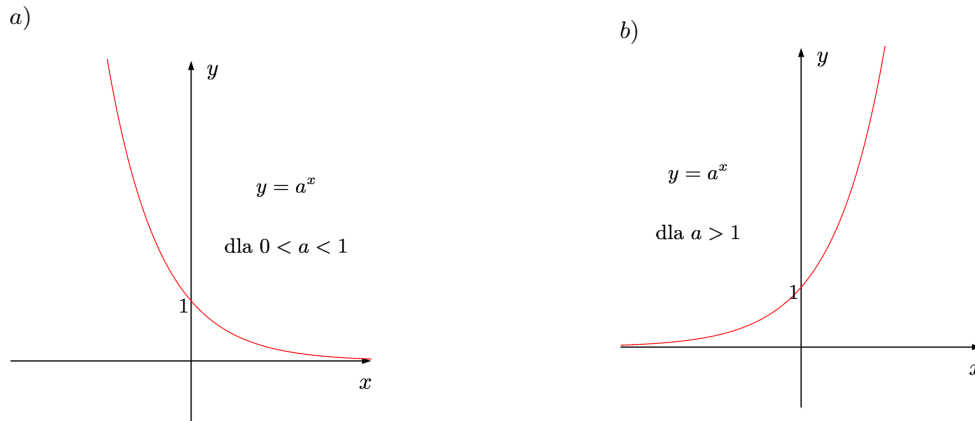 a)
y
y = a^x
dla 0 < a < 1
1
x
b)
y
y = a^x
dla a > 1
1
x